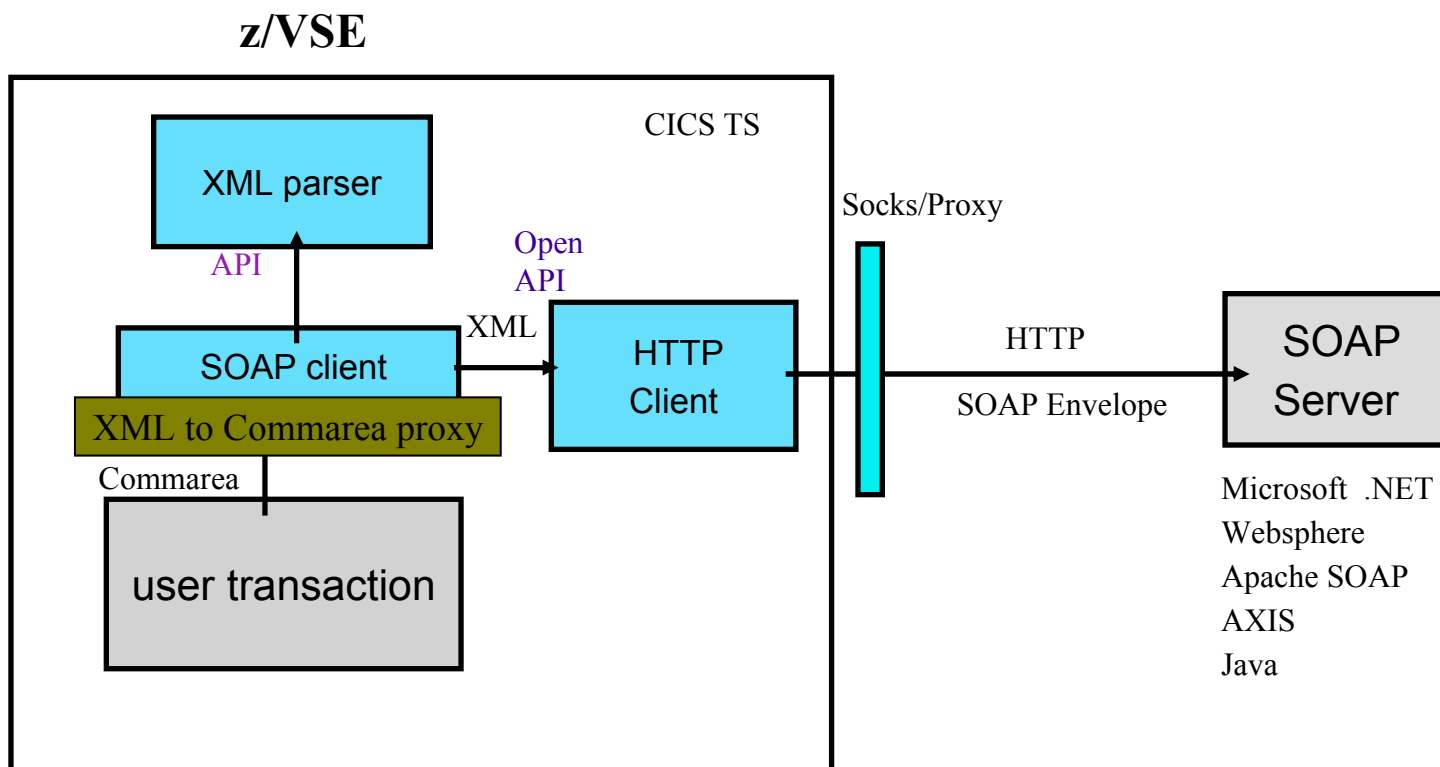 z/VSE
CICS TS
XML parser
Socks/Proxy
API
Open
API
XML
HTTP
Client
HTTP
SOAP Envelope
SOAP
Server
SOAP client
XML to Commarea proxy
Commarea
user transaction
Microsoft .NET
Websphere
Apache SOAP
AXIS
Java